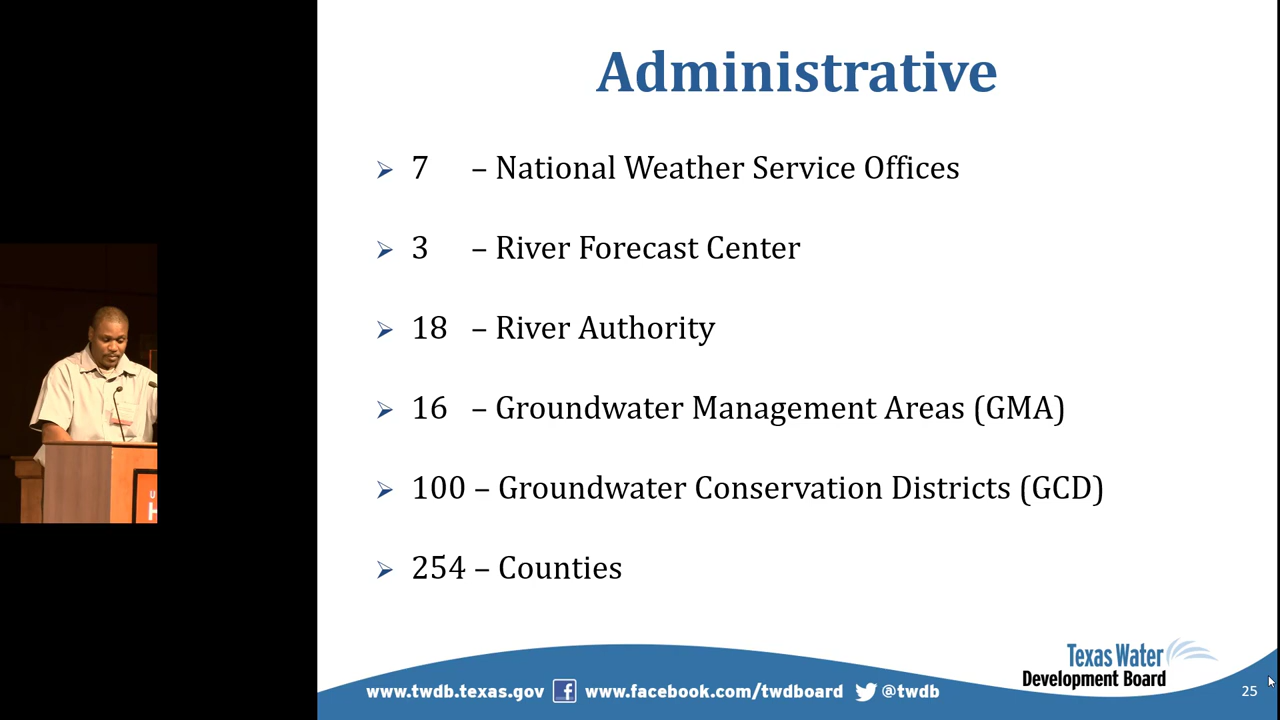 Administrative
➢ 7 – National Weather Service Offices
➢ 3 – River Forecast Center
➢ 18 – River Authority
➢ 16 – Groundwater Management Areas (GMA)
➢ 100 – Groundwater Conservation Districts (GCD)
➢ 254 – Counties
Texas Water
Development Board
www.twdb.texas.gov www.facebook.com/twdboard @twdb
25